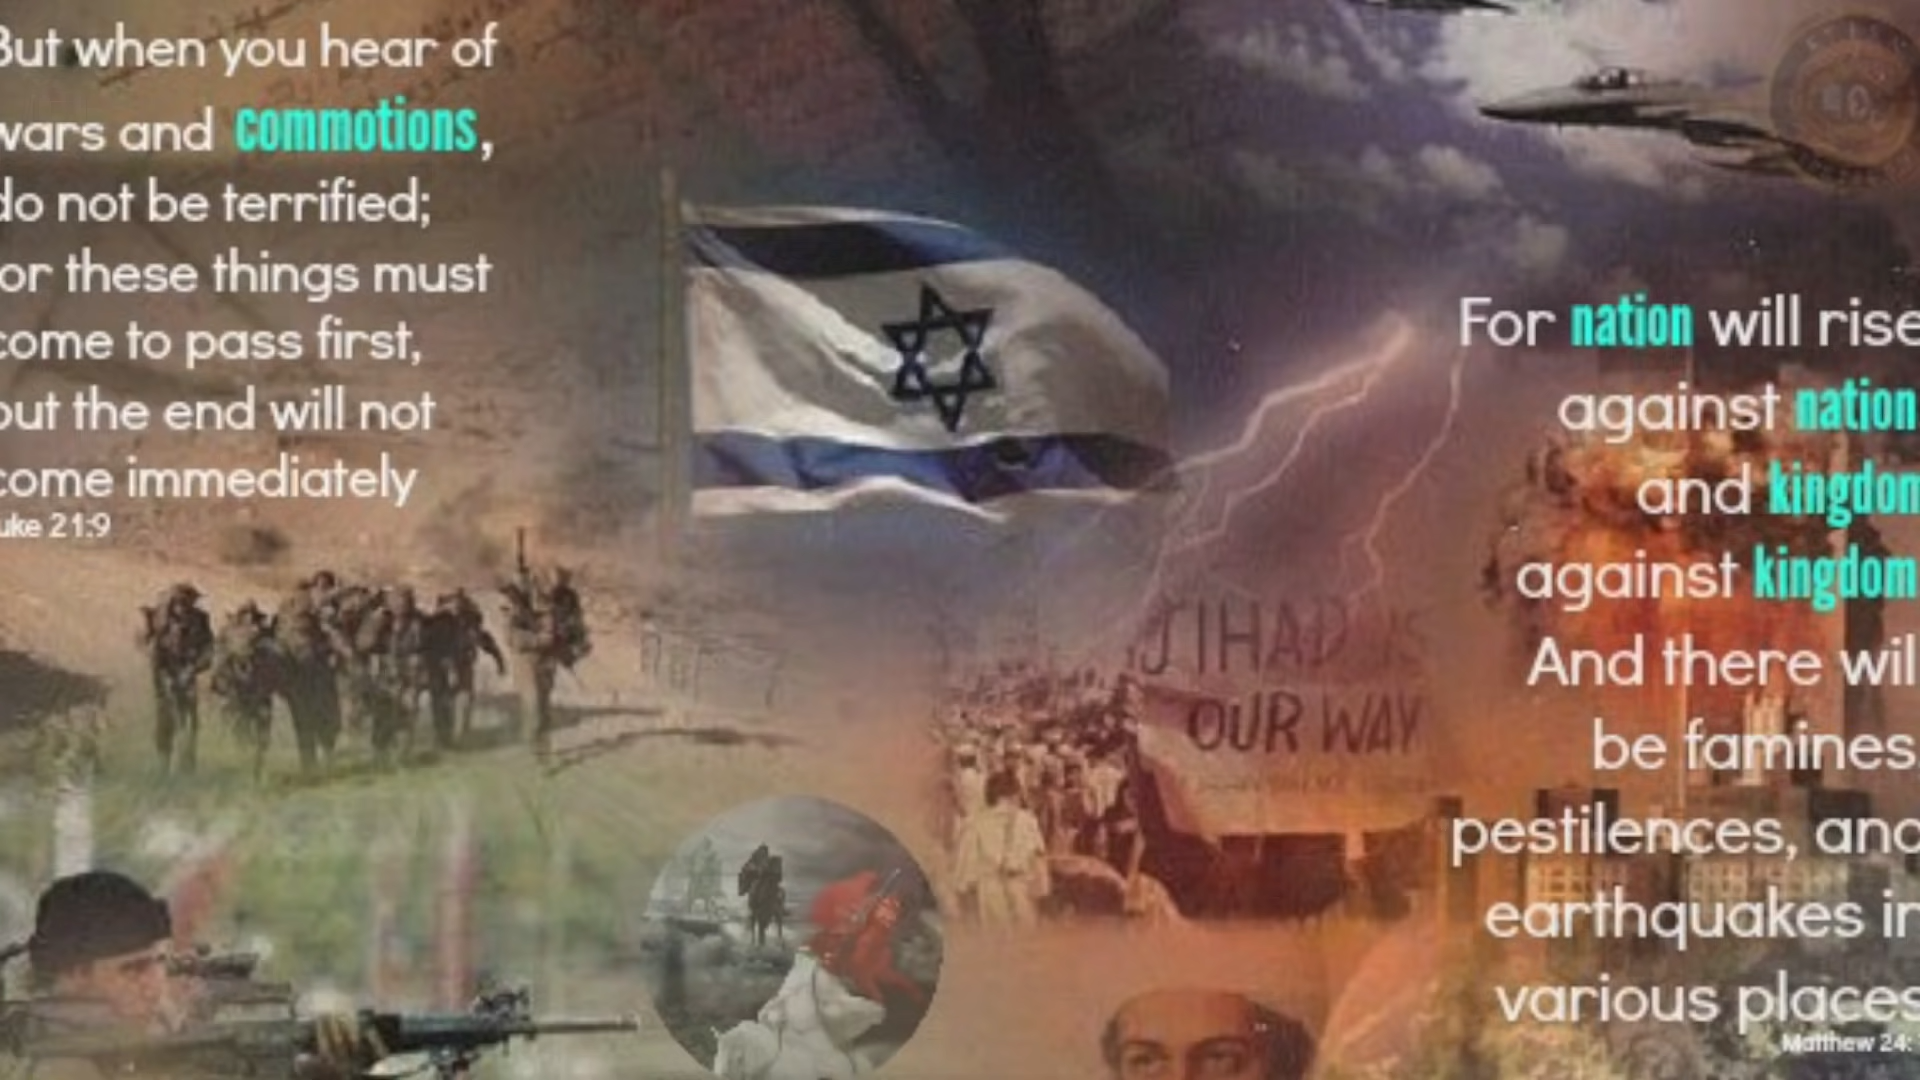 But when you hear of
wars and commotions,
do not be terrified;
for these things must
come to pass first,
but the end will not
come immediately
uke 21:9
For nation will rise
against nation
and kingdom
against kingdom
And there wil
be famines,
pestilences, and
earthquakes in
various places
Matthew 24:
JIHAD IS
OUR WAY